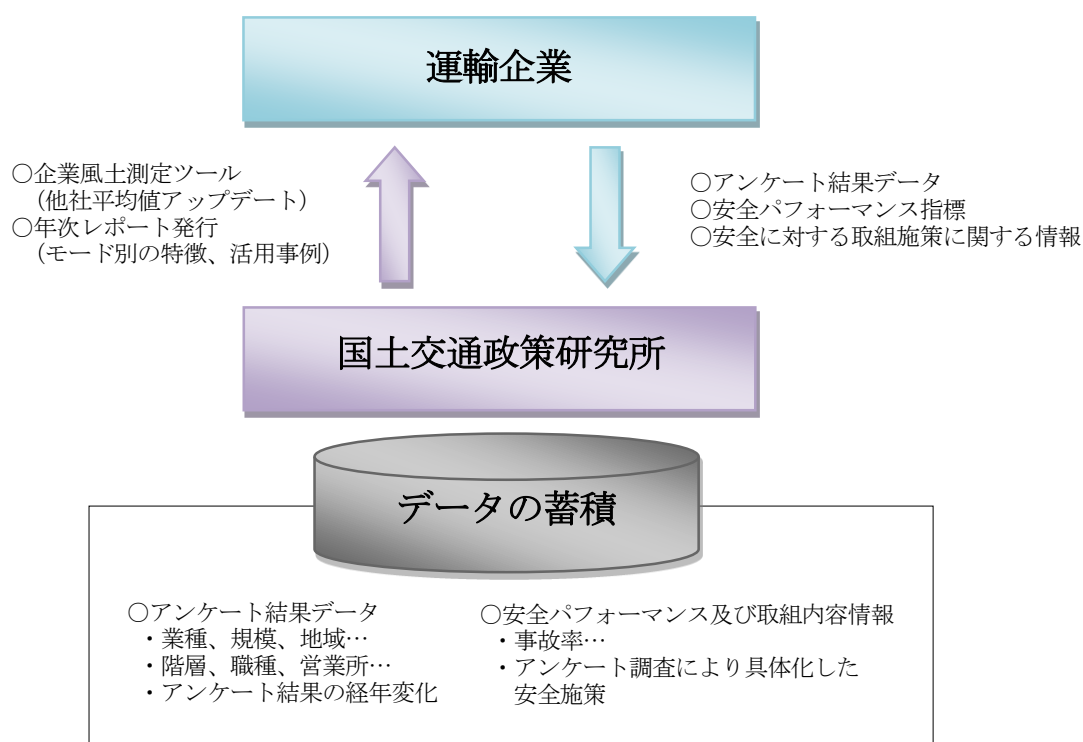 運輸企業
○企業風土測定ツール
（他社平均値アップデート）
○年次レポート発行
（モード別の特徴、活用事例）
○アンケート結果データ
○安全パフォーマンス指標
○安全に対する取組施策に関する情報
国土交通政策研究所
データの蓄積
○アンケート結果データ
・業種、規模、地域…
・階層、職種、営業所…
・アンケート結果の経年変化
○安全パフォーマンス及び取組内容情報
・事故率…
・アンケート調査により具体化した
安全施策